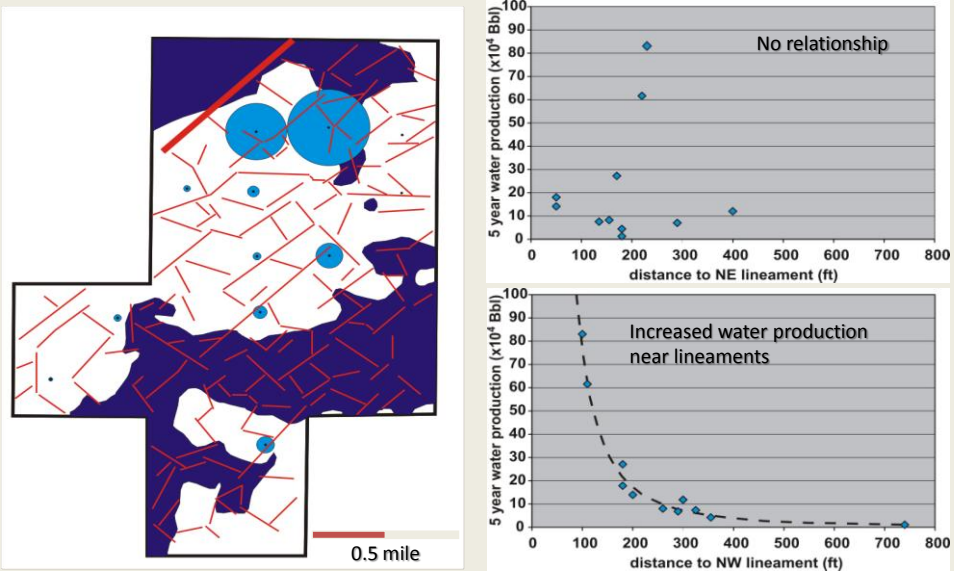 0.5 mile
100
90
80
70
60
50
40
30
20
10
0
5 year water production (x10⁴ Bbl)
No relationship
0 100 200 300 400 500 600 700 800
distance to NE lineament (ft)
100
90
80
70
60
50
40
30
20
10
0
5 year water production (x10⁴ Bbl)
Increased water production
near lineaments
0 100 200 300 400 500 600 700 800
distance to NW lineament (ft)